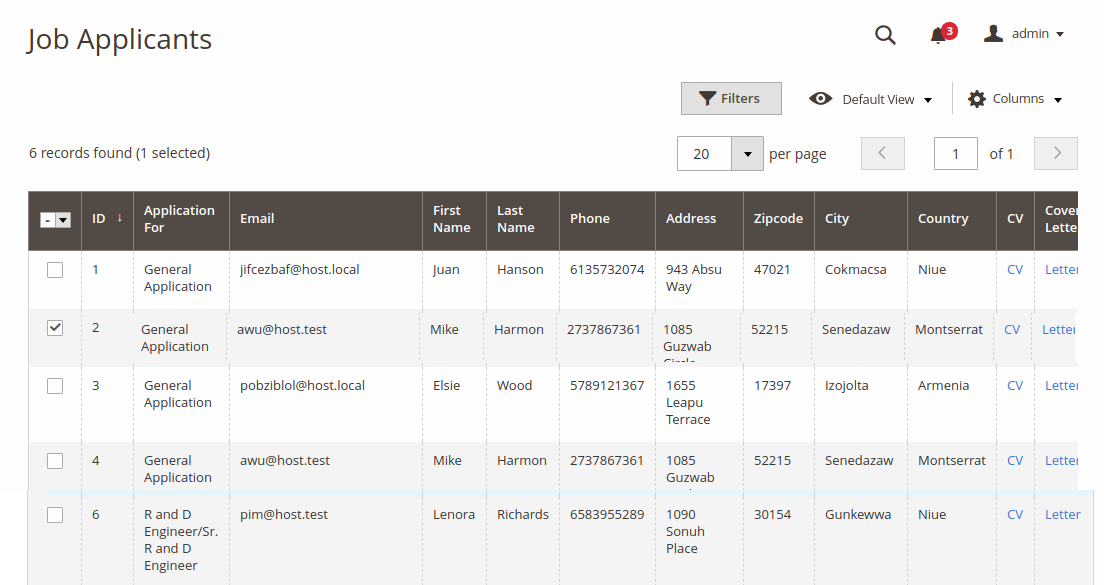 Job Applicants
3
admin
Filters
Default View
Columns
6 records found (1 selected)
20
per page
1
of 1
- ID ↓ Application For Email First Name Last Name Phone Address Zipcode City Country CV Cover Letter
1 General Application jifcezbaf@host.local Juan Hanson 6135732074 943 Absu Way 47021 Cokmacsa Niue CV Letter
2 General Application awu@host.test Mike Harmon 2737867361 1085 Guzwab 52215 Senedazaw Montserrat CV Letter
3 General Application pobziblol@host.local Elsie Wood 5789121367 1655 Leapu Terrace 17397 Izojolta Armenia CV Letter
4 General Application awu@host.test Mike Harmon 2737867361 1085 Guzwab 52215 Senedazaw Montserrat CV Letter
6 R and D Engineer/Sr. R and D Engineer pim@host.test Lenora Richards 6583955289 1090 Sonuh Place 30154 Gunkewwa Niue CV Letter